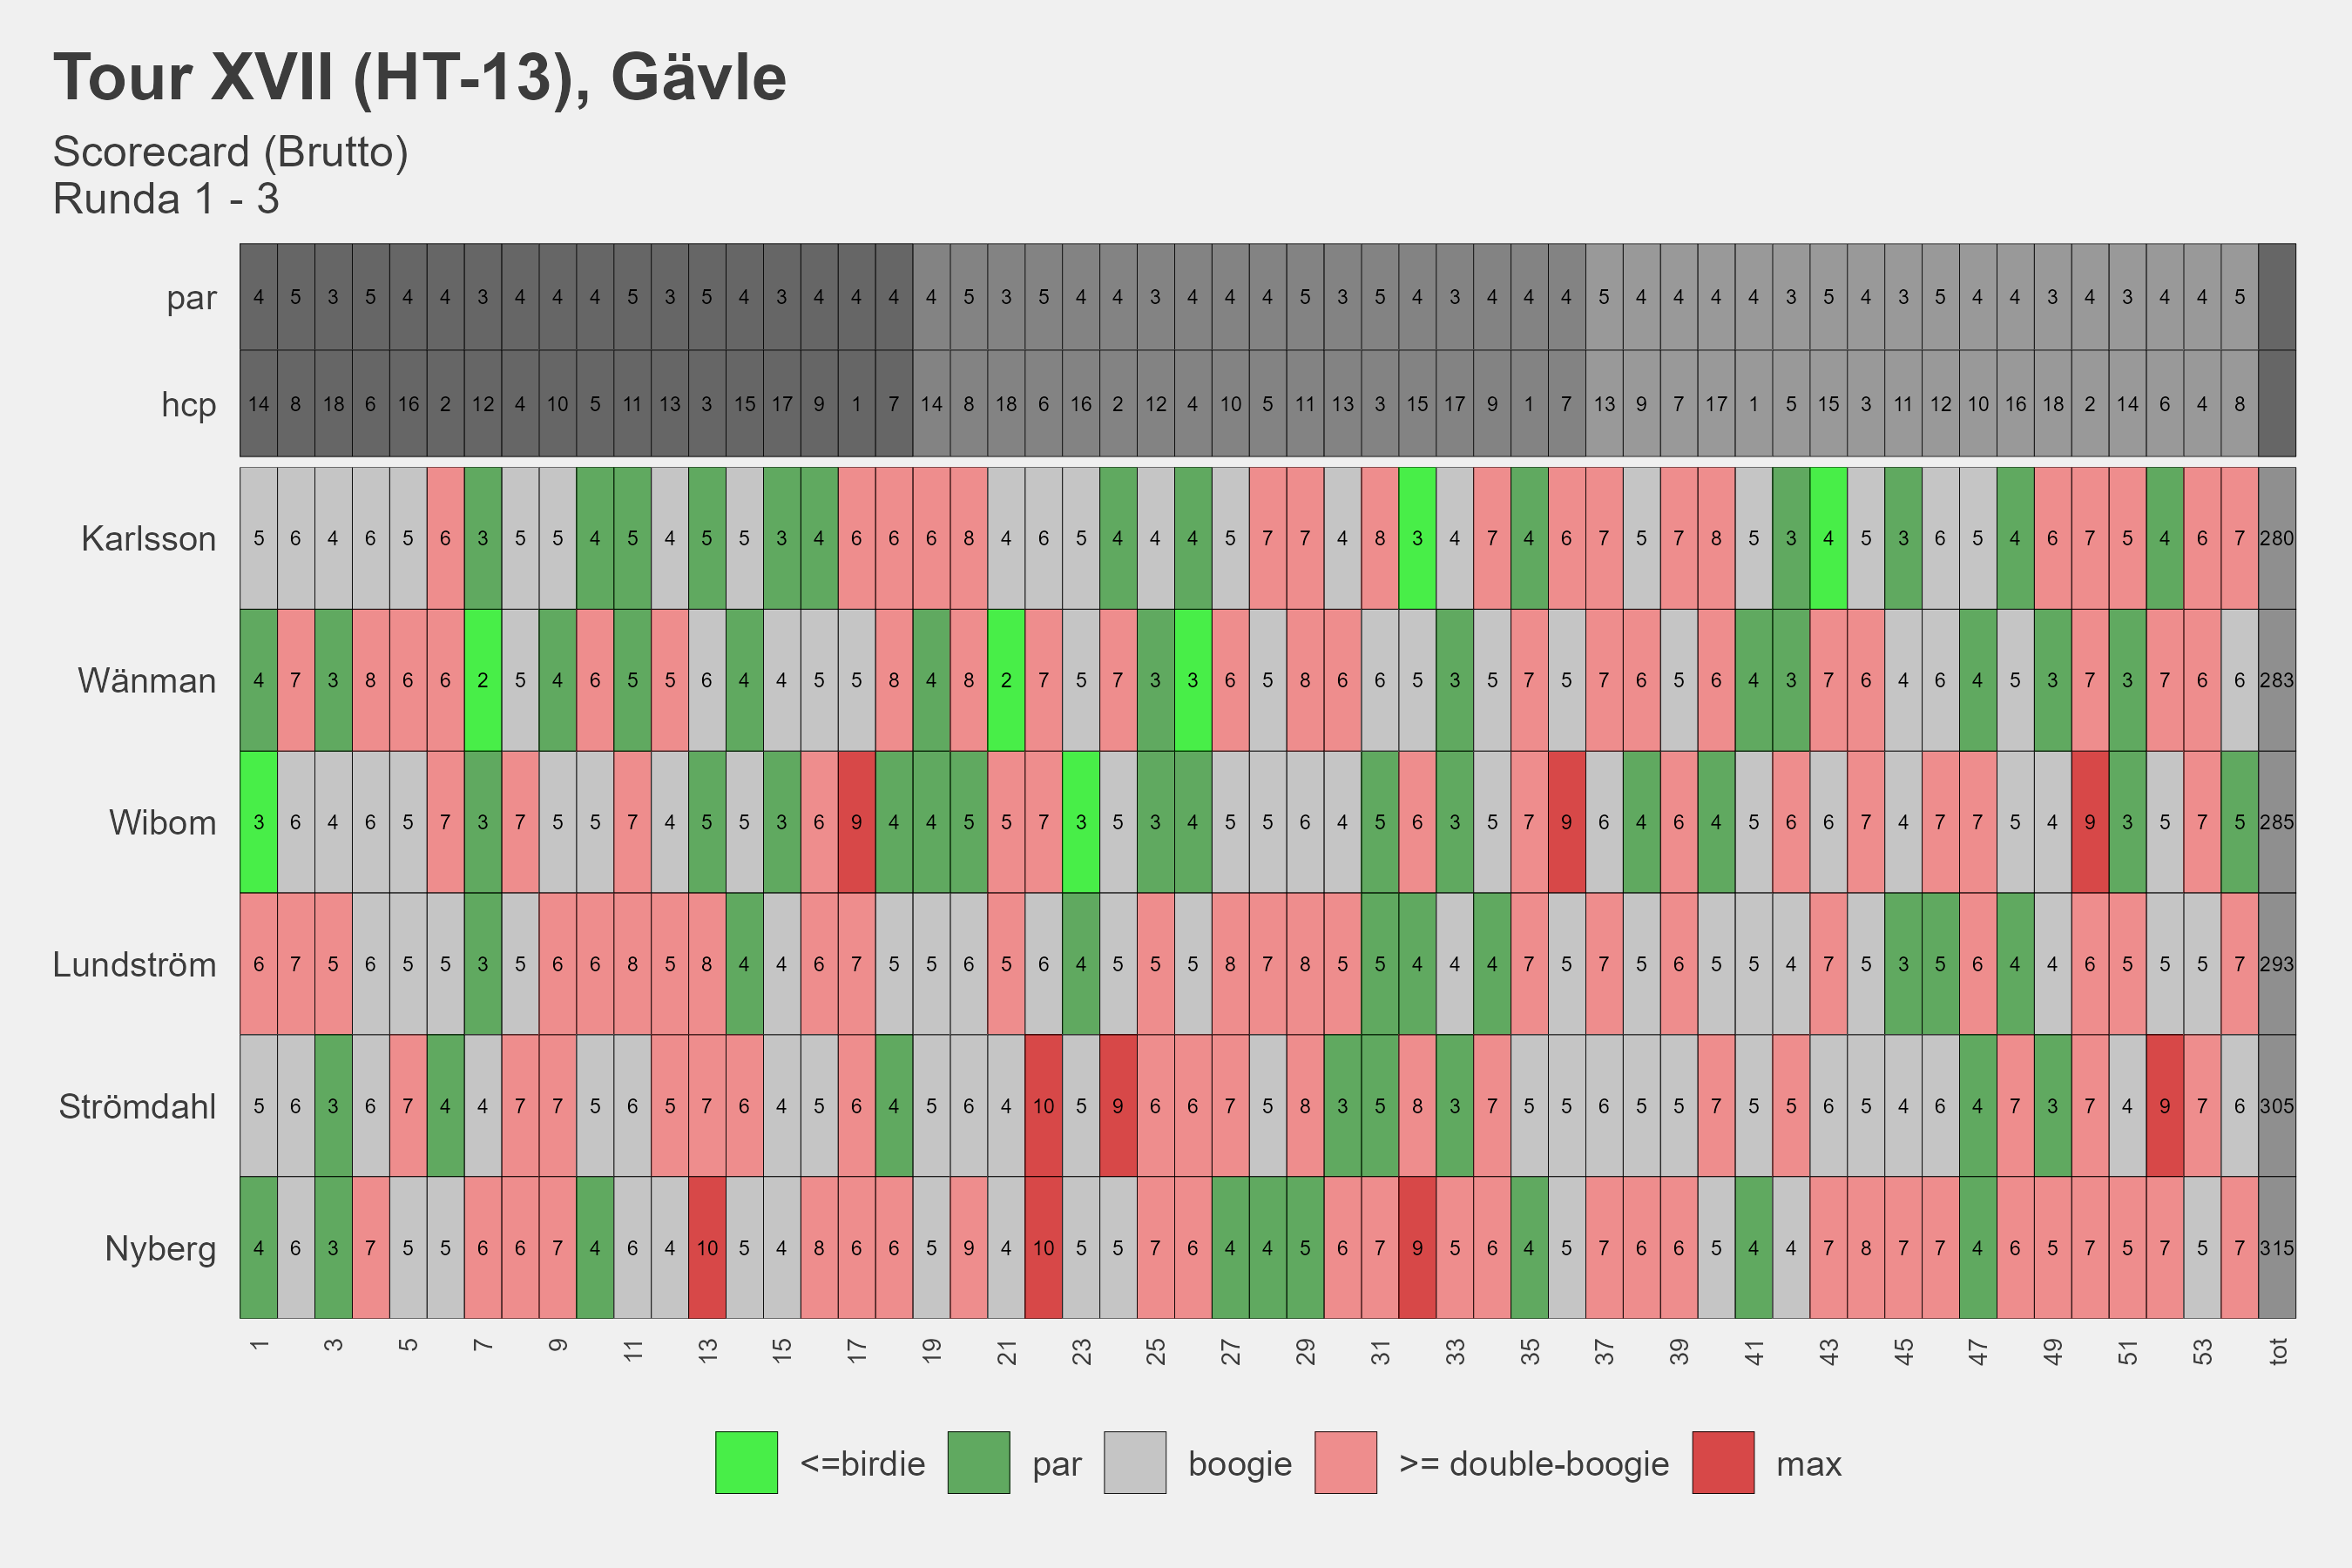 Tour XVII (HT-13), Gävle
Scorecard (Brutto)
Runda 1 - 3
par 4 5 3 5 4 4 3 4 4 4 5 3 5 4 3 4 4 4 4 5 3 5 4 4 3 4 4 4 5 3 5 4 3 4 4 4 5 4 4 4 4 3 5 4 3 5 4 4 3 4 3 4 4 5
hcp 14 8 18 6 16 2 12 4 10 5 11 13 3 15 17 9 1 7 14 8 18 6 16 2 12 4 10 5 11 13 3 15 17 9 1 7 13 9 7 17 1 5 15 3 11 12 10 16 18 2 14 6 4 8
Karlsson 5 6 4 6 5 6 3 5 5 4 5 4 5 5 3 4 6 6 6 8 4 6 5 4 4 4 5 7 7 4 8 3 4 7 4 6 7 5 7 8 5 3 4 5 3 6 5 4 6 7 5 4 6 7 280
Wänman 4 7 3 8 6 6 2 5 4 6 5 5 6 4 4 5 5 8 4 8 2 7 5 7 3 3 6 5 8 6 6 5 3 5 7 5 7 6 5 6 4 3 7 6 4 6 4 5 3 7 3 7 6 6 283
Wibom 3 6 4 6 5 7 3 7 5 5 7 4 5 5 3 6 9 4 4 5 5 7 3 5 3 4 5 5 6 4 5 6 3 5 7 9 6 4 6 4 5 6 6 7 4 7 7 5 4 9 3 5 7 5 285
Lundström 6 7 5 6 5 5 3 5 6 6 8 5 8 4 4 6 7 5 5 6 5 6 4 5 5 5 8 7 8 5 5 4 4 4 7 5 7 5 6 5 5 4 7 5 3 5 6 4 4 6 5 5 5 7 293
Strömdahl 5 6 3 6 7 4 4 7 7 5 6 5 7 6 4 5 6 4 5 6 4 10 5 9 6 6 7 5 8 3 5 8 3 7 5 5 6 5 5 7 5 5 6 5 4 6 4 7 3 7 4 9 7 6 305
Nyberg 4 6 3 7 5 5 6 6 7 4 6 4 10 5 4 8 6 6 5 9 4 10 5 5 7 6 4 4 5 6 7 9 5 6 4 5 7 6 6 5 4 4 7 8 7 7 4 6 5 7 5 7 5 7 315
1 3 5 7 9 11 13 15 17 19 21 23 25 27 29 31 33 35 37 39 41 43 45 47 49 51 53 tot
<=birdie par boogie >= double-boogie max